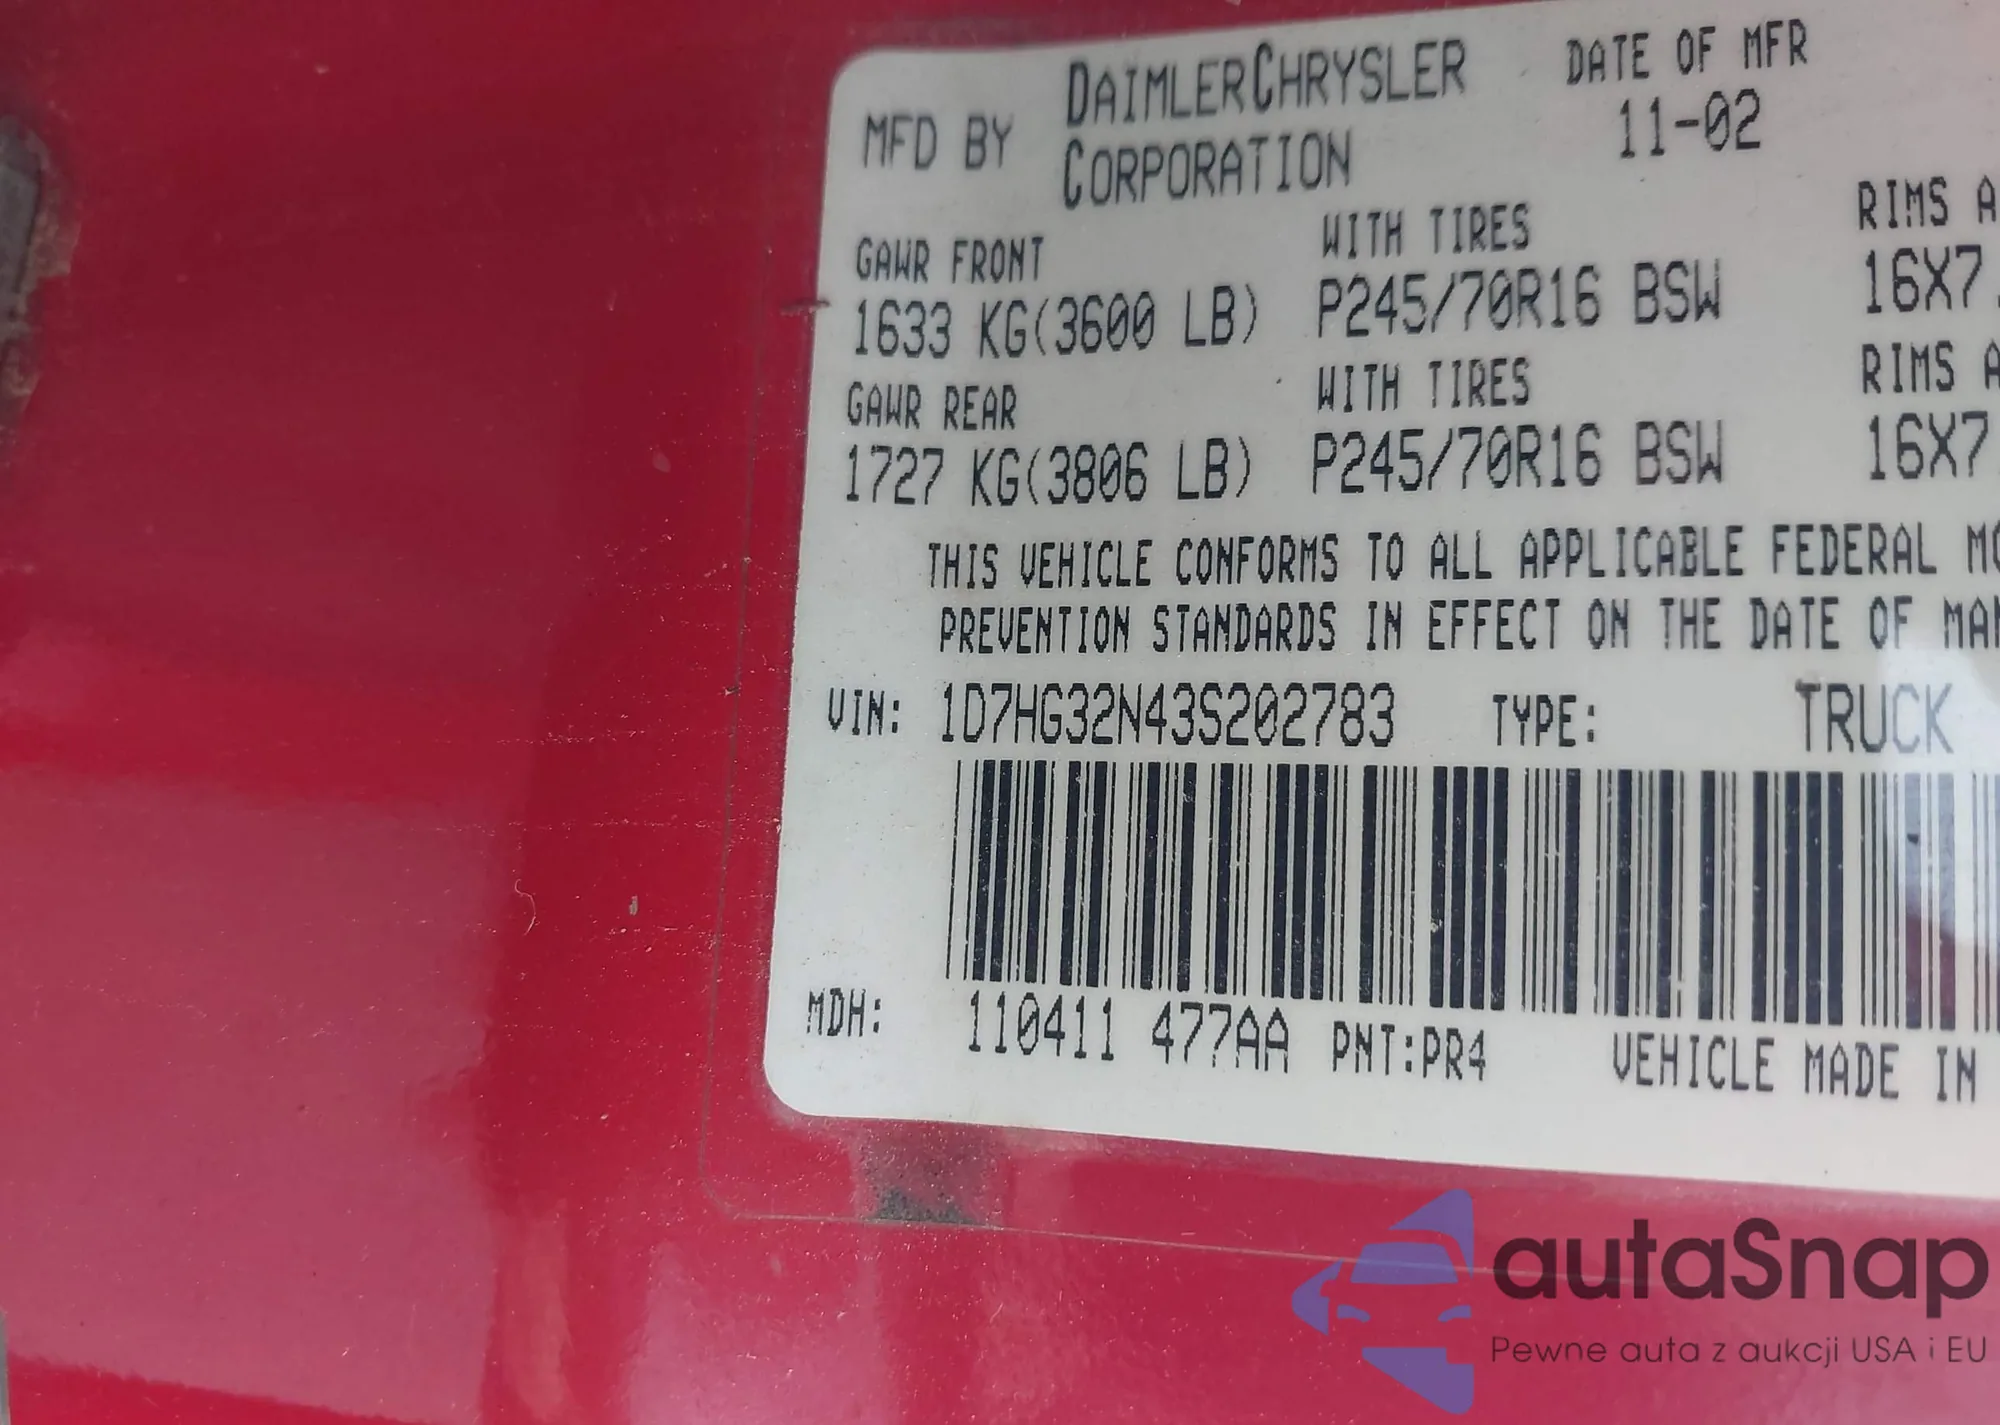 MFD BY DAIMLERCHRYSLER CORPORATION DATE OF MFR 11-02
GAWR FRONT WITH TIRES RIMS A
1633 KG(3600 LB) P245/70R16 BSW 16X7.
GAWR REAR WITH TIRES RIMS A
1727 KG(3806 LB) P245/70R16 BSW 16X7.
THIS VEHICLE CONFORMS TO ALL APPLICABLE FEDERAL MO
PREVENTION STANDARDS IN EFFECT ON THE DATE OF MAN
VIN: 1D7HG32N43S202783 TYPE: TRUCK
MDH: 110411 477AA PNT:PR4 VEHICLE MADE IN
autaSnap
Pewne auta z aukcji USA i EU